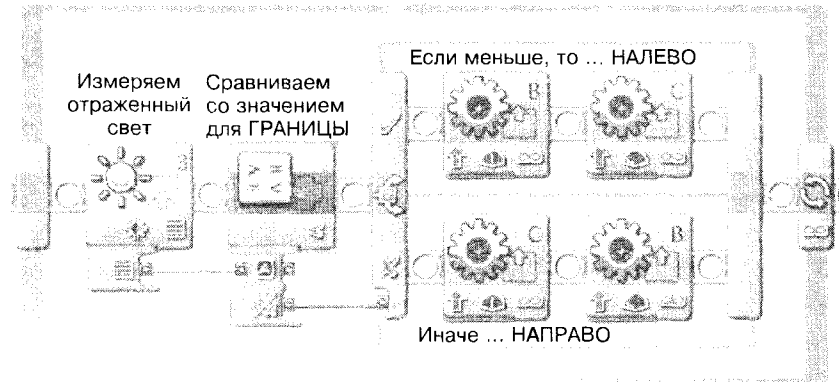 Если меньше, то ... НАЛЕВО
Измеряем
отраженный
свет
Сравниваем
со значением
для ГРАНИЦЫ
B
C
C
B
Иначе ... НАПРАВО